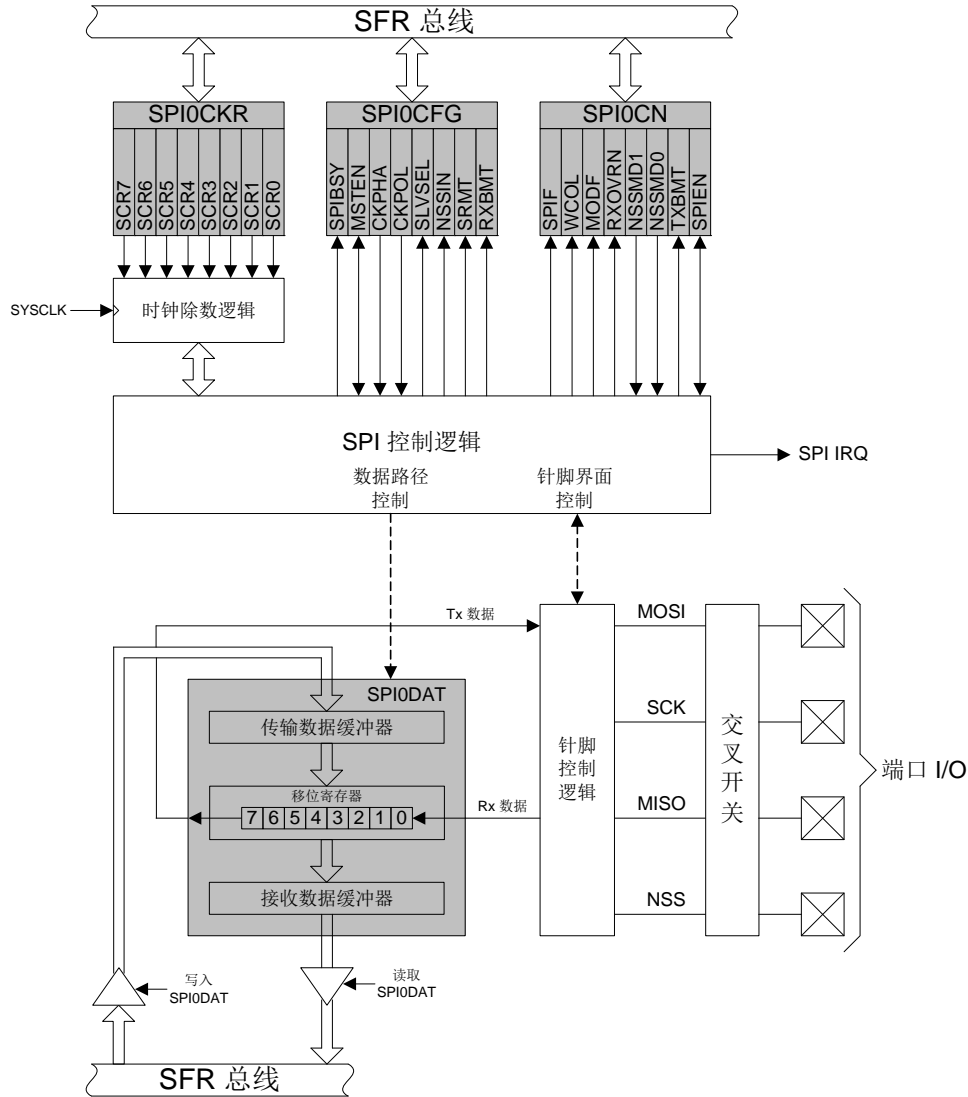 SFR 总线
SPI0CKR
SCR7
SCR6
SCR5
SCR4
SCR3
SCR2
SCR1
SCR0
SPI0CFG
SPIBSY
MSTEN
CKPHA
CKPOL
SLVSEL
NSSIN
SRMT
RXBMT
SPI0CN
SPIF
WCOL
MODF
RXOVRN
NSSMD1
NSSMD0
TXBMT
SPIEN
SYSCLK
时钟除数逻辑
SPI 控制逻辑
数据路径
控制
针脚界面
控制
SPI IRQ
Tx 数据
SPI0DAT
传输数据缓冲器
移位寄存器
7 6 5 4 3 2 1 0
接收数据缓冲器
Rx 数据
针脚
控制
逻辑
MOSI
SCK
MISO
NSS
交
叉
开
关
端口 I/O
写入
SPI0DAT
读取
SPI0DAT
SFR 总线